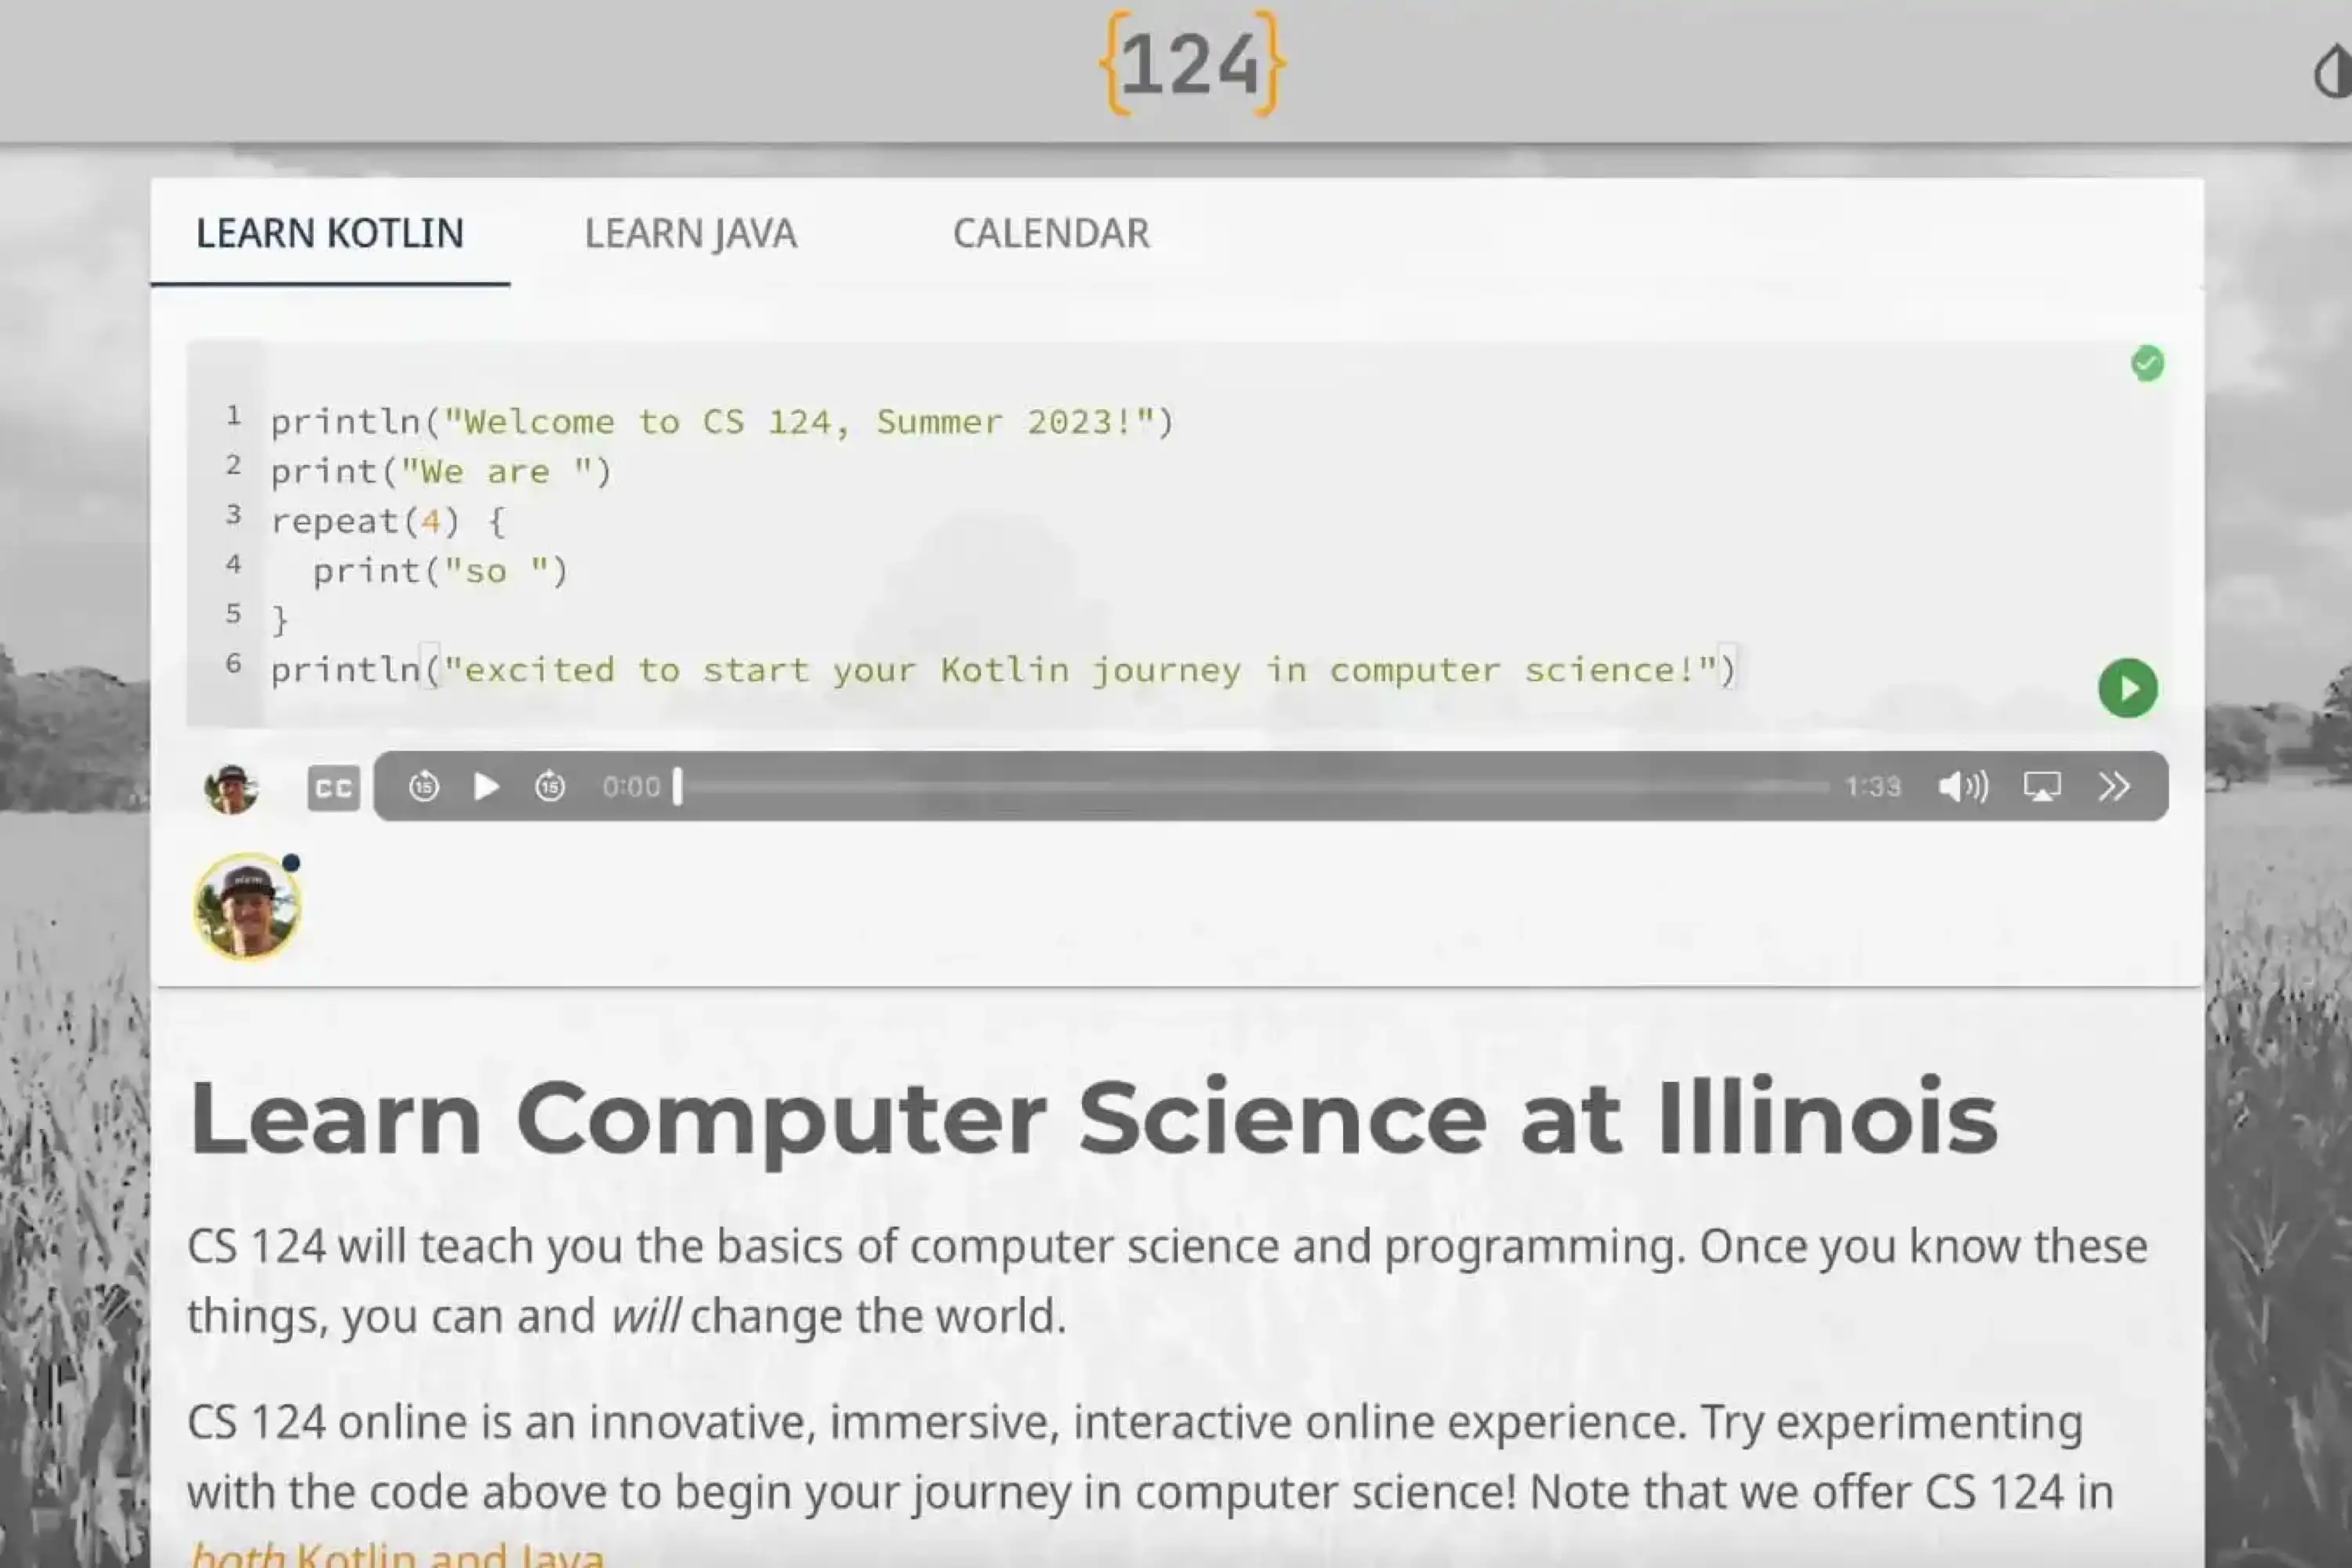 {124}
LEARN KOTLIN LEARN JAVA CALENDAR
1 println("Welcome to CS 124, Summer 2023!")
2 print("We are ")
3 repeat(4) {
4   print("so ")
5 }
6 println("excited to start your Kotlin journey in computer science!")
CC 15 15 0:00 1:33
Learn Computer Science at Illinois
CS 124 will teach you the basics of computer science and programming. Once you know these
things, you can and will change the world.
CS 124 online is an innovative, immersive, interactive online experience. Try experimenting
with the code above to begin your journey in computer science! Note that we offer CS 124 in
both Kotlin and Java